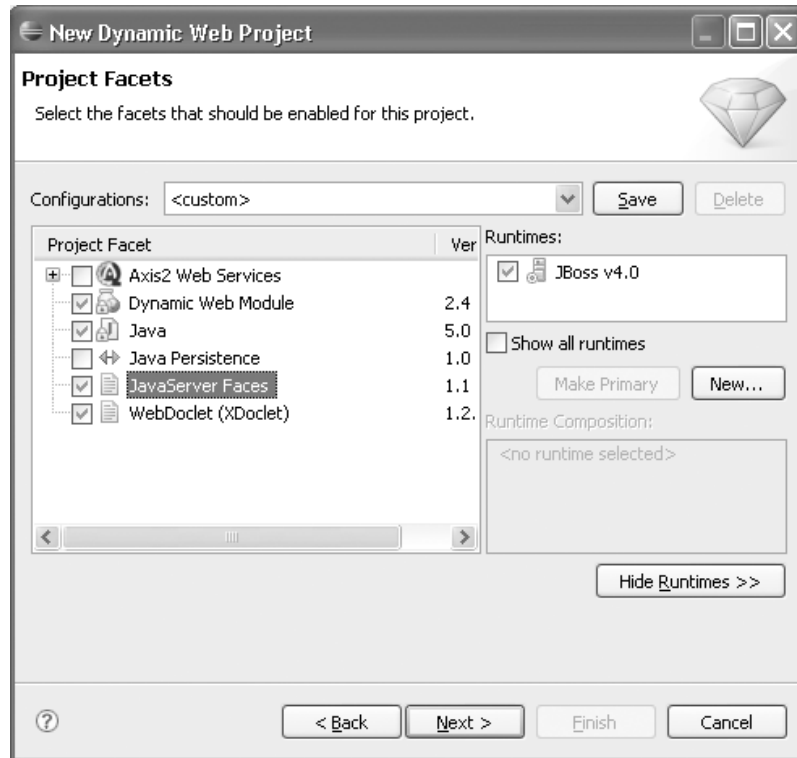 New Dynamic Web Project
Project Facets
Select the facets that should be enabled for this project.
Configurations: <custom> Save Delete
Project Facet Ver
Axis2 Web Services
Dynamic Web Module 2.4
Java 5.0
Java Persistence 1.0
JavaServer Faces 1.1
WebDoclet (XDoclet) 1.2.
Runtimes:
JBoss v4.0
Show all runtimes
Make Primary New...
Runtime Composition:
<no runtime selected>
Hide Runtimes >>
< Back Next > Finish Cancel